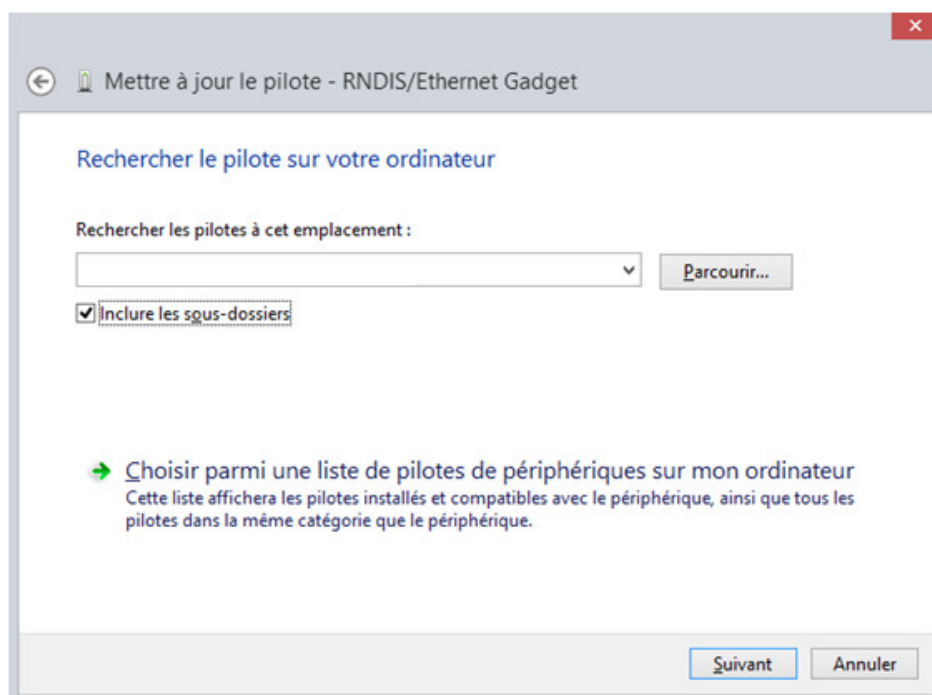 Mettre à jour le pilote - RNDIS/Ethernet Gadget
Rechercher le pilote sur votre ordinateur
Rechercher les pilotes à cet emplacement :
Parcourir...
Inclure les sous-dossiers
Choisir parmi une liste de pilotes de périphériques sur mon ordinateur
Cette liste affichera les pilotes installés et compatibles avec le périphérique, ainsi que tous les
pilotes dans la même catégorie que le périphérique.
Suivant
Annuler